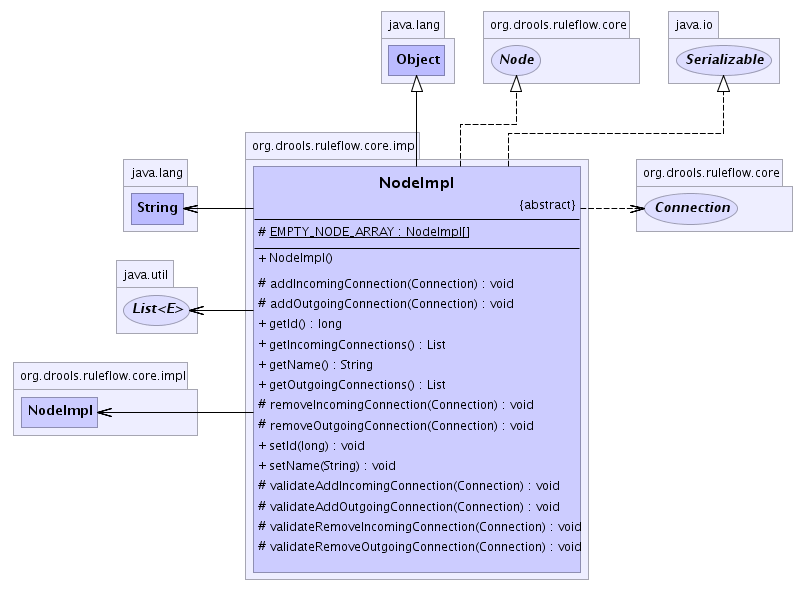 java.lang
Object
org.drools.ruleflow.core
Node
java.io
Serializable
org.drools.ruleflow.core.imp
NodeImpl
{abstract}
# EMPTY_NODE_ARRAY : NodeImpl[]
+ NodeImpl()
# addIncomingConnection(Connection) : void
# addOutgoingConnection(Connection) : void
+ getId() : long
+ getIncomingConnections() : List
+ getName() : String
+ getOutgoingConnections() : List
# removeIncomingConnection(Connection) : void
# removeOutgoingConnection(Connection) : void
+ setId(long) : void
+ setName(String) : void
# validateAddIncomingConnection(Connection) : void
# validateAddOutgoingConnection(Connection) : void
# validateRemoveIncomingConnection(Connection) : void
# validateRemoveOutgoingConnection(Connection) : void
java.lang
String
org.drools.ruleflow.core
Connection
java.util
List<E>
org.drools.ruleflow.core.impl
NodeImpl